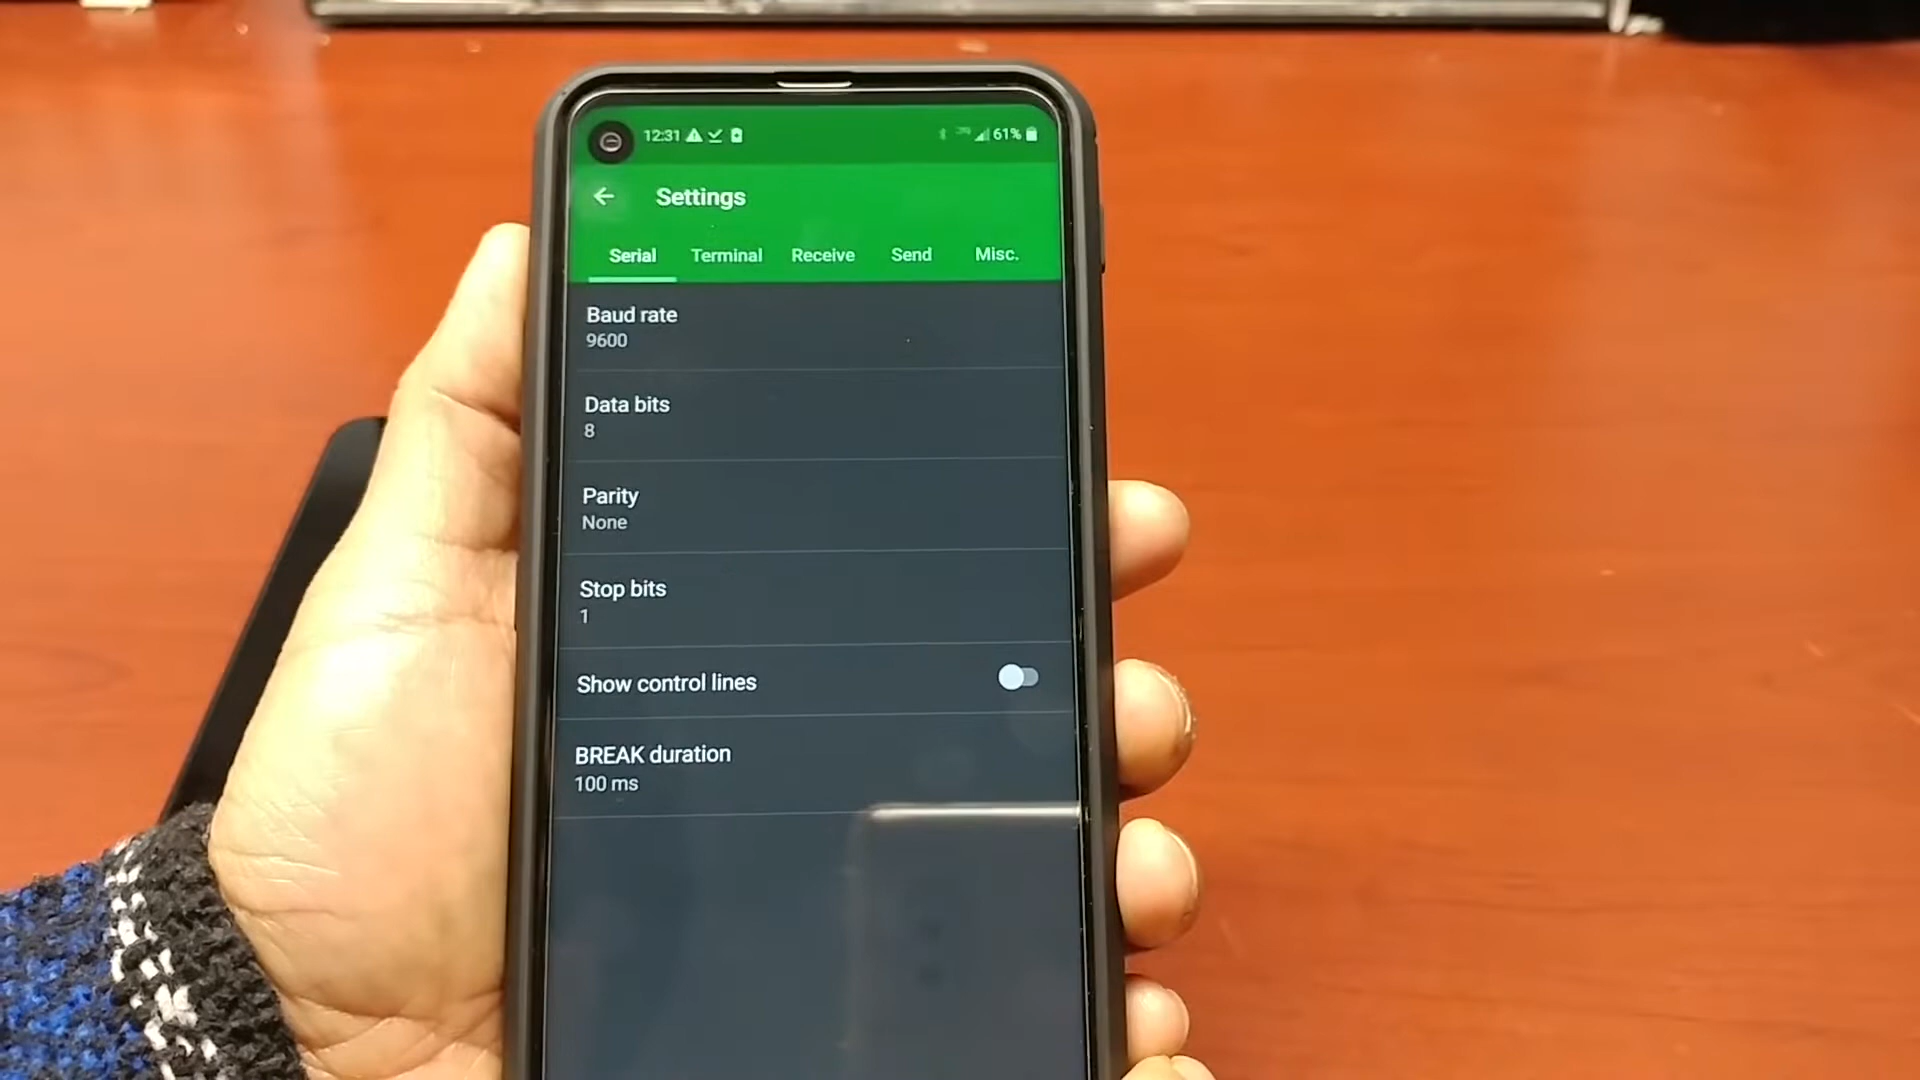 12:31 61%
Settings
Serial Terminal Receive Send Misc.
Baud rate
9600
Data bits
8
Parity
None
Stop bits
1
Show control lines
BREAK duration
100 ms